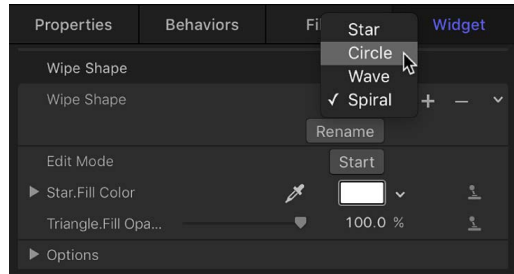 Properties Behaviors Fi Widget
Star
Circle
Wave
✓ Spiral
Wipe Shape
Wipe Shape + –
Rename
Edit Mode Start
Star.Fill Color
Triangle.Fill Opa... 100.0 %
Options